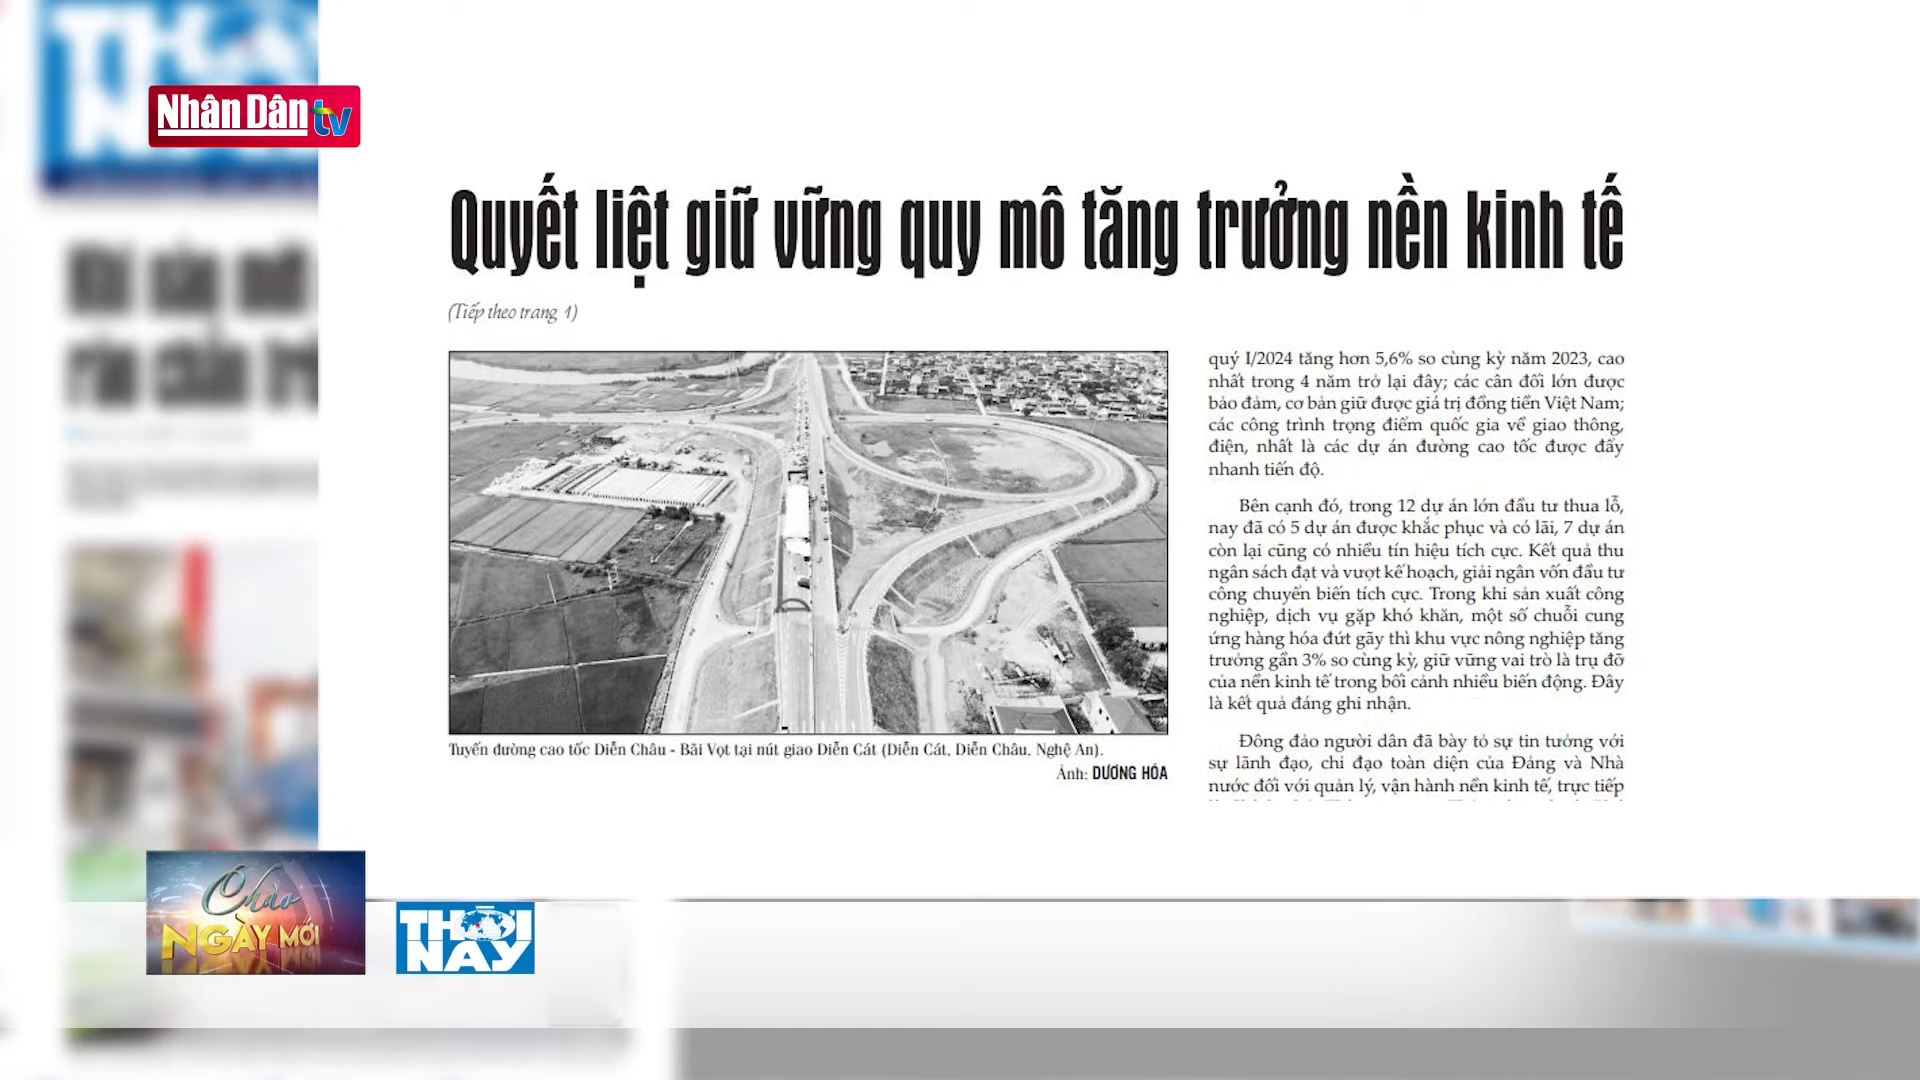 Nhân Dân tv
Quyết liệt giữ vững quy mô tăng trưởng nền kinh tế
(Tiếp theo trang 1)
quý I/2024 tăng hơn 5,6% so cùng kỳ năm 2023, cao
nhất trong 4 năm trở lại đây; các cân đối lớn được
bảo đảm, cơ bản giữ được giá trị đồng tiền Việt Nam;
các công trình trọng điểm quốc gia về giao thông,
điện, nhất là các dự án đường cao tốc được đẩy
nhanh tiến độ.
Bên cạnh đó, trong 12 dự án lớn đầu tư thua lỗ,
nay đã có 5 dự án được khắc phục và có lãi, 7 dự án
còn lại cũng có nhiều tín hiệu tích cực. Kết quả thu
ngân sách đạt và vượt kế hoạch, giải ngân vốn đầu tư
công chuyển biến tích cực. Trong khi sản xuất công
nghiệp, dịch vụ gặp khó khăn, một số chuỗi cung
ứng hàng hóa đứt gãy thì khu vực nông nghiệp tăng
trưởng gần 3% so cùng kỳ, giữ vững vai trò là trụ đỡ
của nền kinh tế trong bối cảnh nhiều biến động. Đây
là kết quả đáng ghi nhận.
Đông đảo người dân đã bày tỏ sự tin tưởng với
sự lãnh đạo, chỉ đạo toàn diện của Đảng và Nhà
nước đối với quản lý, vận hành nền kinh tế, trực tiếp
Tuyến đường cao tốc Diễn Châu - Bãi Vọt tại nút giao Diễn Cát (Diễn Cát, Diễn Châu, Nghệ An).
Ảnh: DƯƠNG HÓA
Chào
NGÀY MỚI
THỜI
NAY